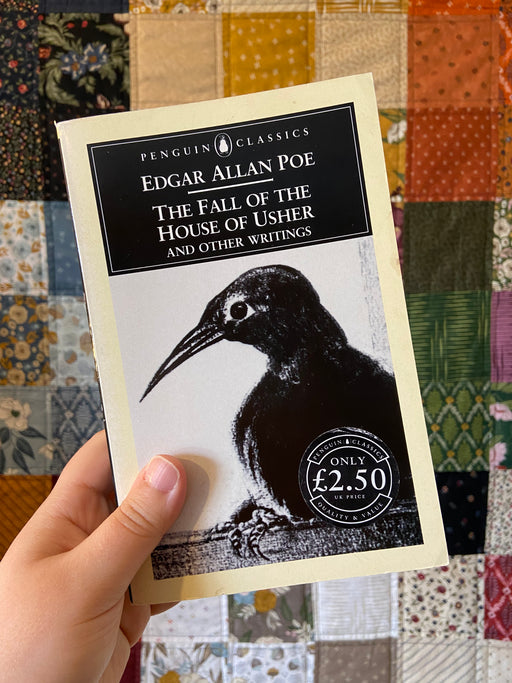 PENGUIN CLASSICS
EDGAR ALLAN POE
THE FALL OF THE
HOUSE OF USHER
AND OTHER WRITINGS
PENGUIN CLASSICS
ONLY
£2.50
UK PRICE
QUALITY & VALUE